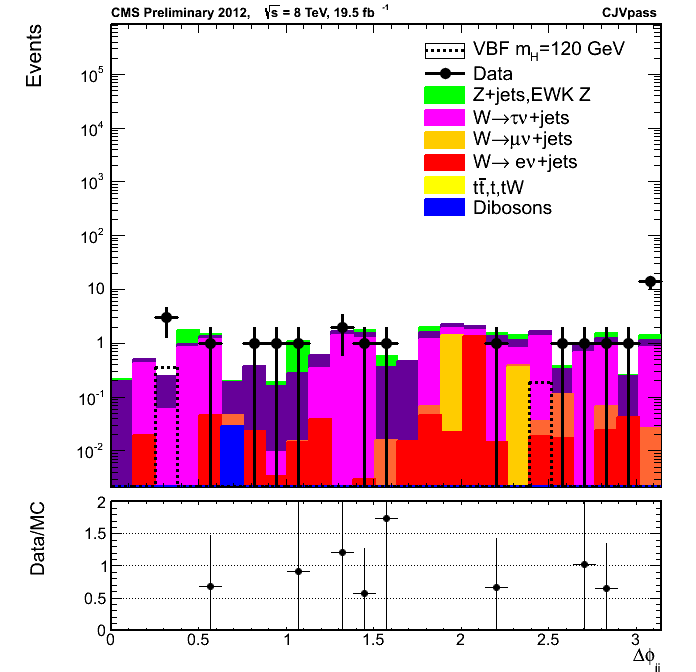 CMS Preliminary 2012, √s = 8 TeV, 19.5 fb⁻¹ CJVpass
Events
VBF m_H=120 GeV
Data
Z+jets,EWK Z
W→τν+jets
W→μν+jets
W→ eν+jets
tt̄,t,tW
Dibosons
10⁵
10⁴
10³
10²
10
1
10⁻¹
10⁻²
Data/MC
2
1.5
1
0.5
0
0 0.5 1 1.5 2 2.5 3
Δϕ_jj